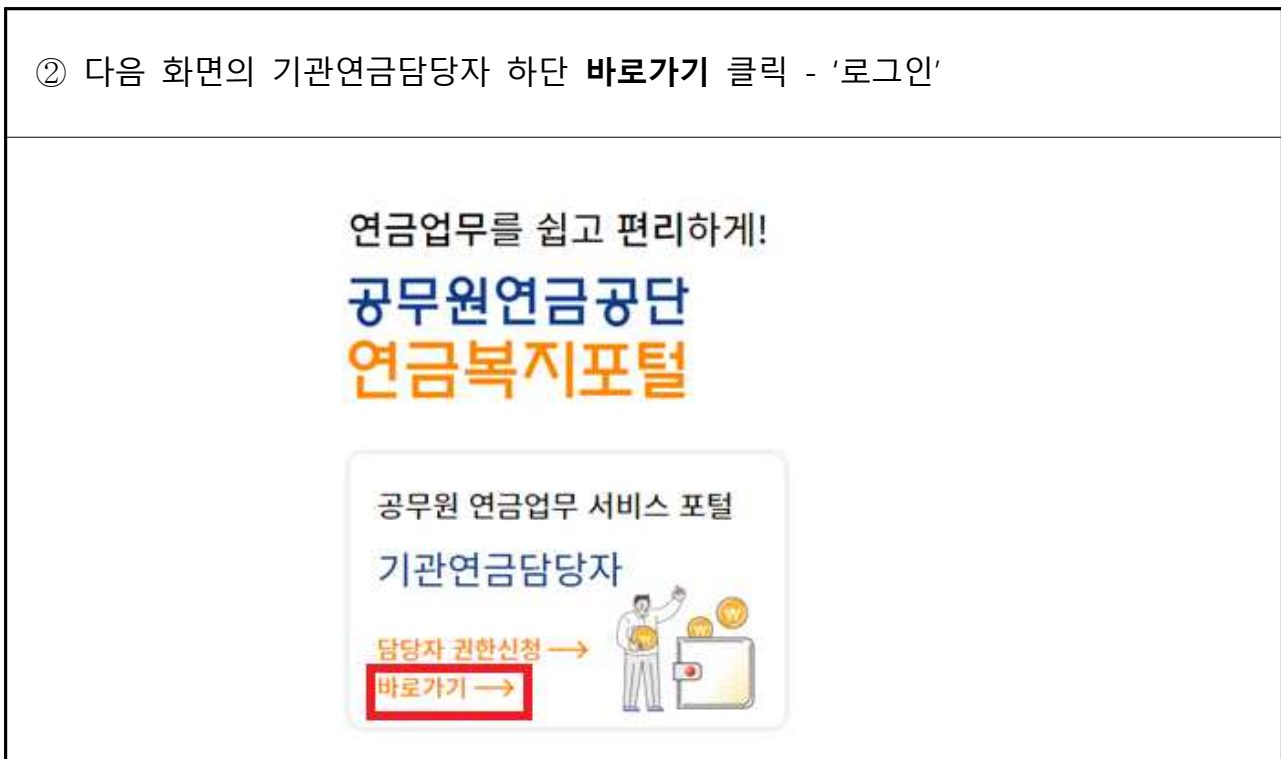 ② 다음 화면의 기관연금담당자 하단 바로가기 클릭 - '로그인'
연금업무를 쉽고 편리하게!
공무원연금공단
연금복지포털
공무원 연금업무 서비스 포털
기관연금담당자
담당자 권한신청 →
바로가기 →